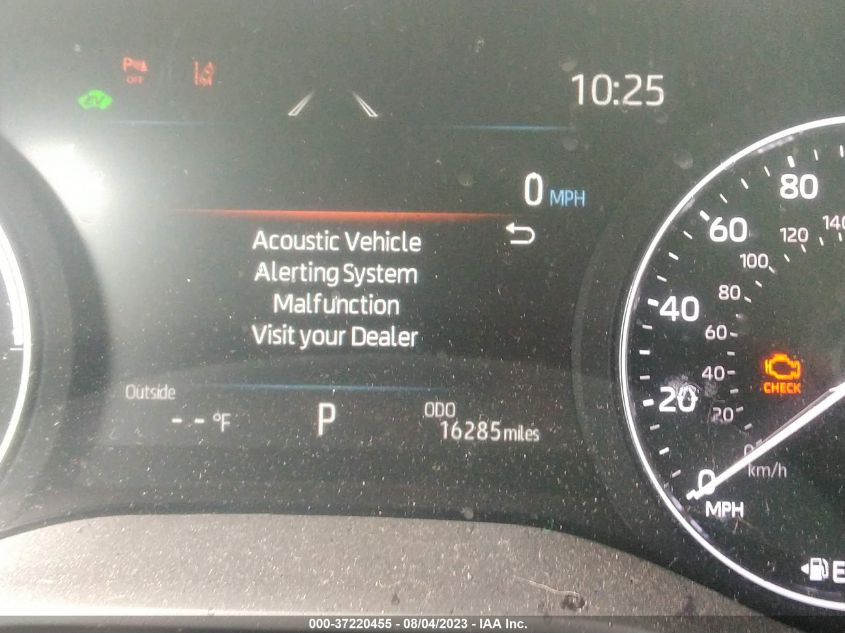 P OFF
LDA
EV
10:25
0 MPH
Acoustic Vehicle
Alerting System
Malfunction
Visit your Dealer
Outside
-- °F
P
ODO
16285 miles
80
60
40
20
0
MPH
140
120
100
80
60
40
20
0
km/h
CHECK
E
000-37220455 - 08/04/2023 - IAA Inc.